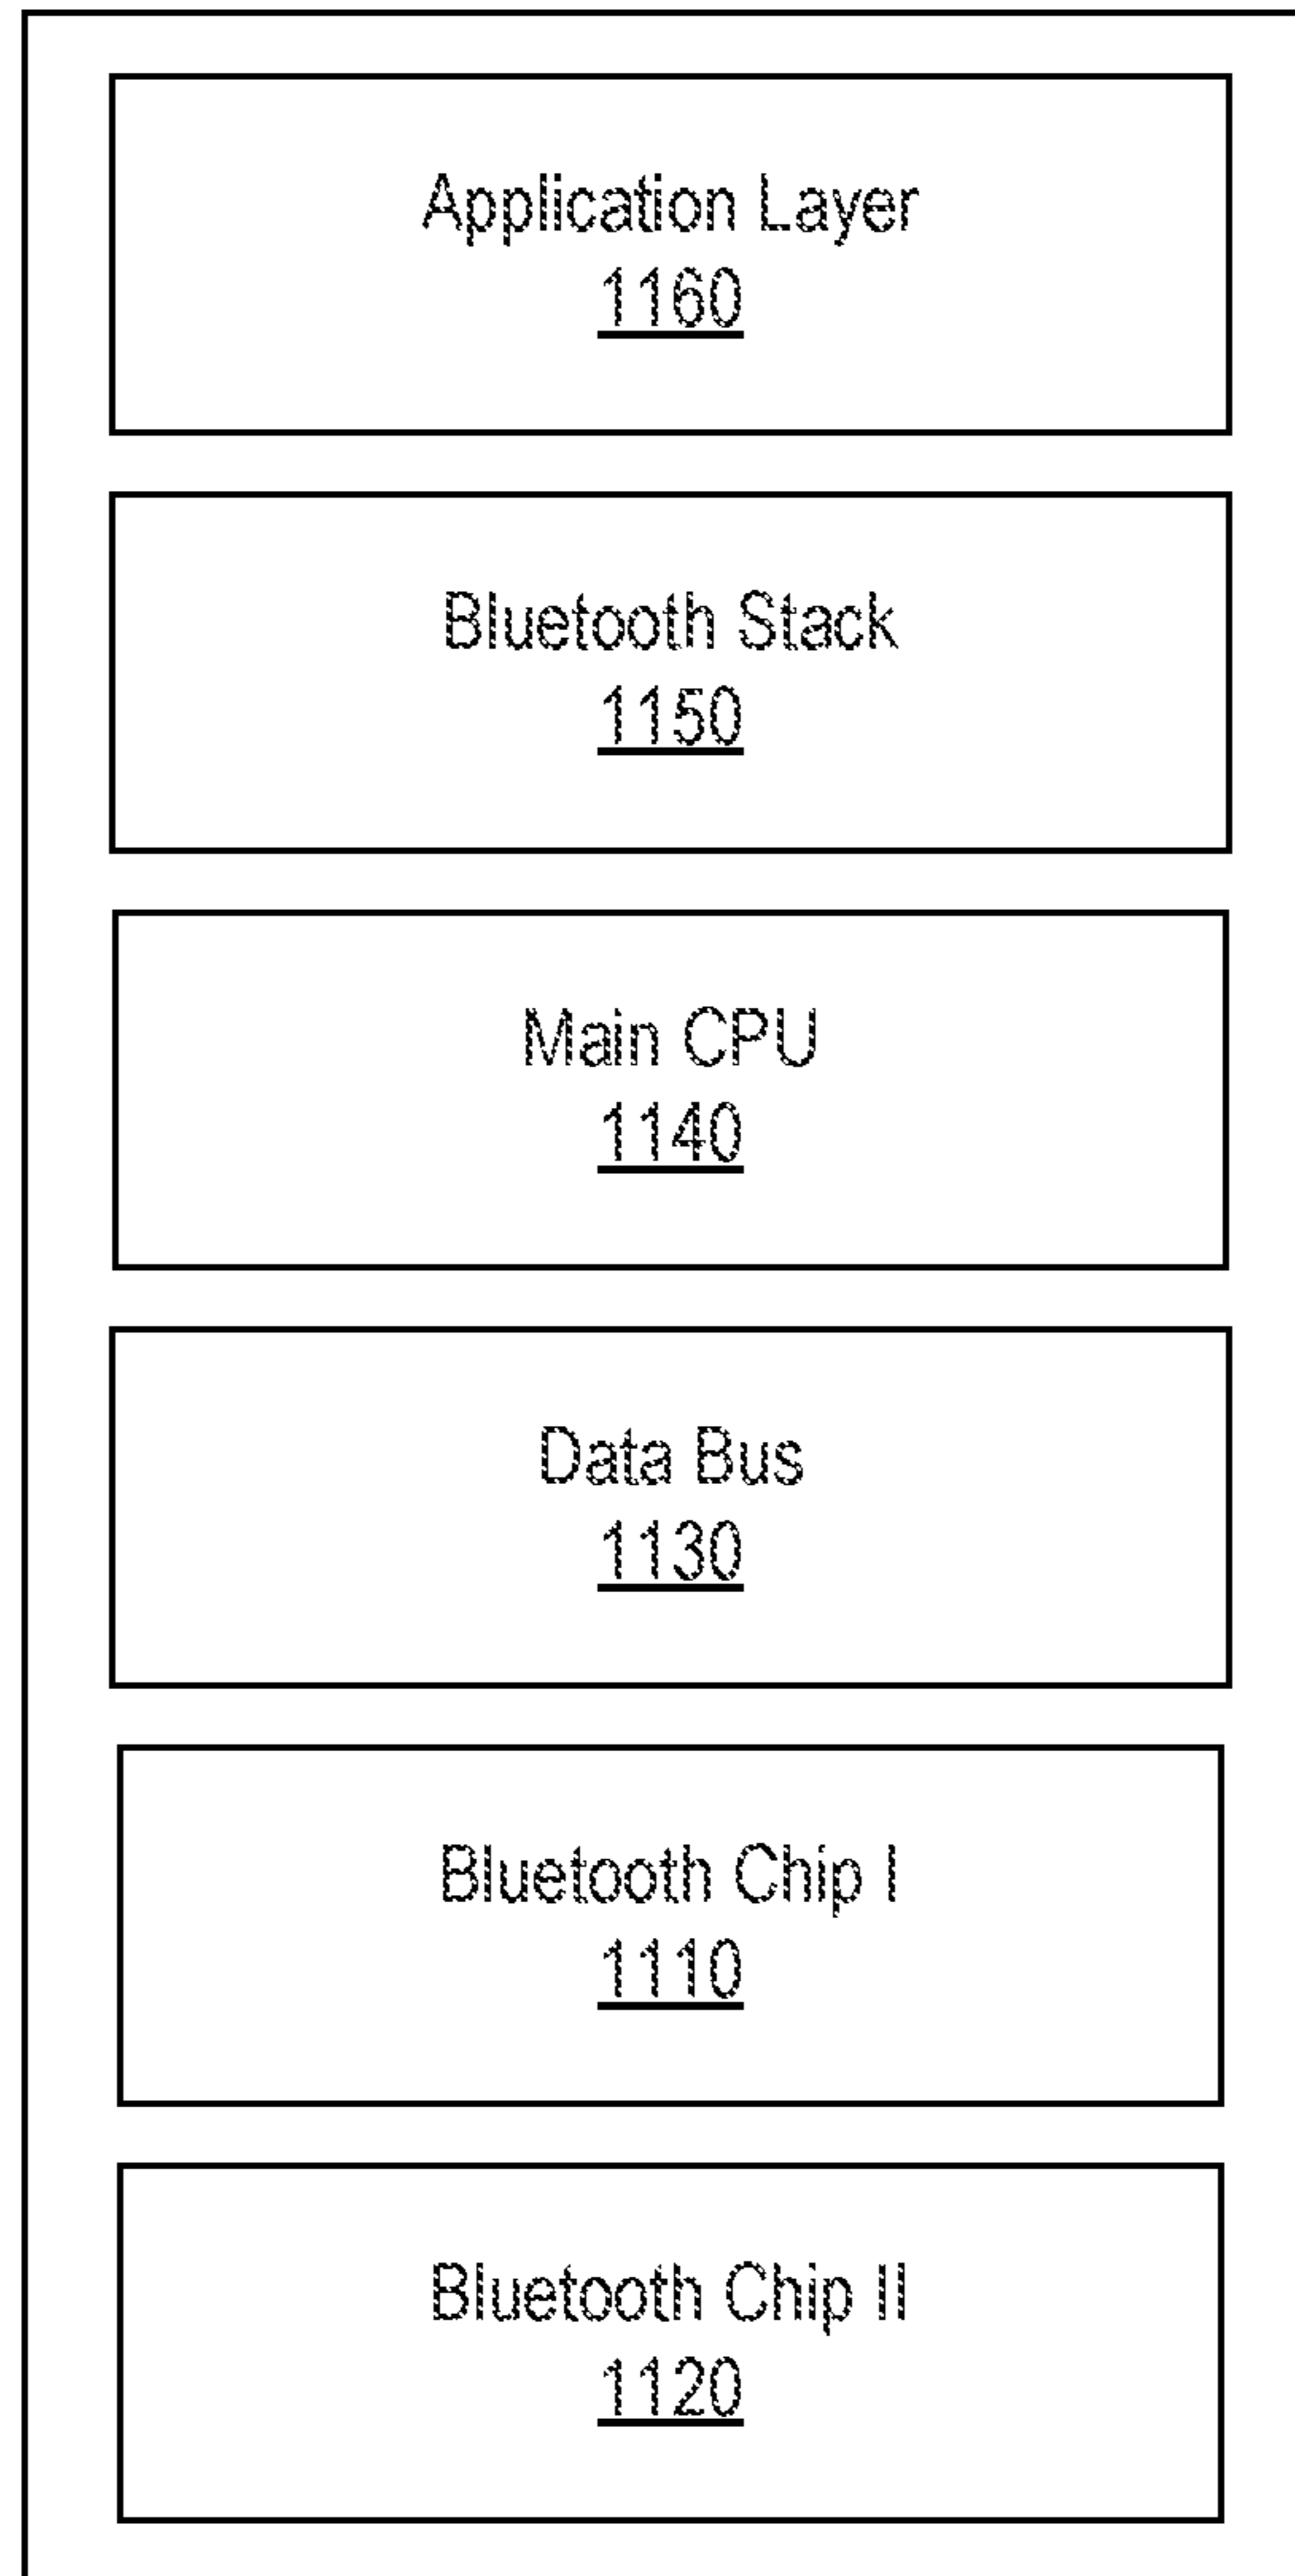 Application Layer
1160
Bluetooth Stack
1150
Main CPU
1140
Data Bus
1130
Bluetooth Chip I
1110
Bluetooth Chip II
1120